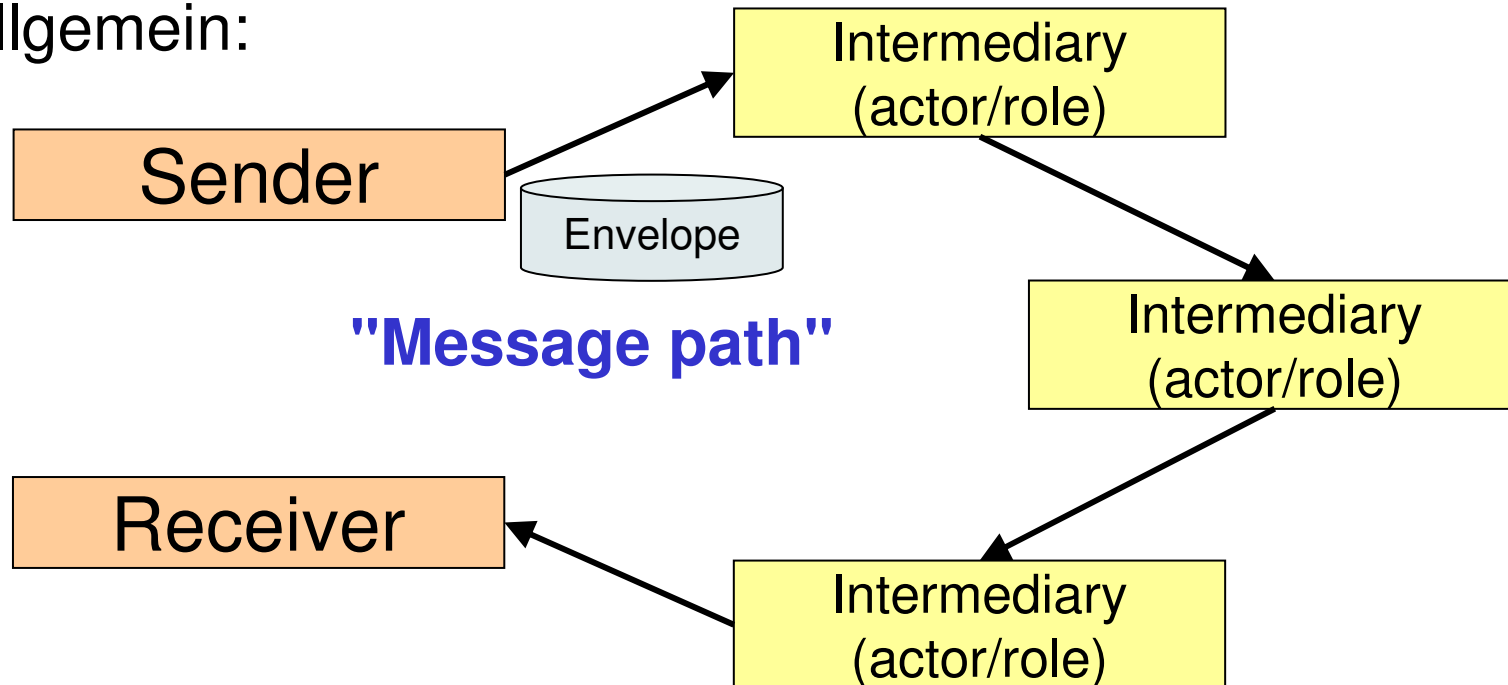 llgemein:
Intermediary
(actor/role)
Sender
Envelope
"Message path"
Intermediary
(actor/role)
Receiver
Intermediary
(actor/role)